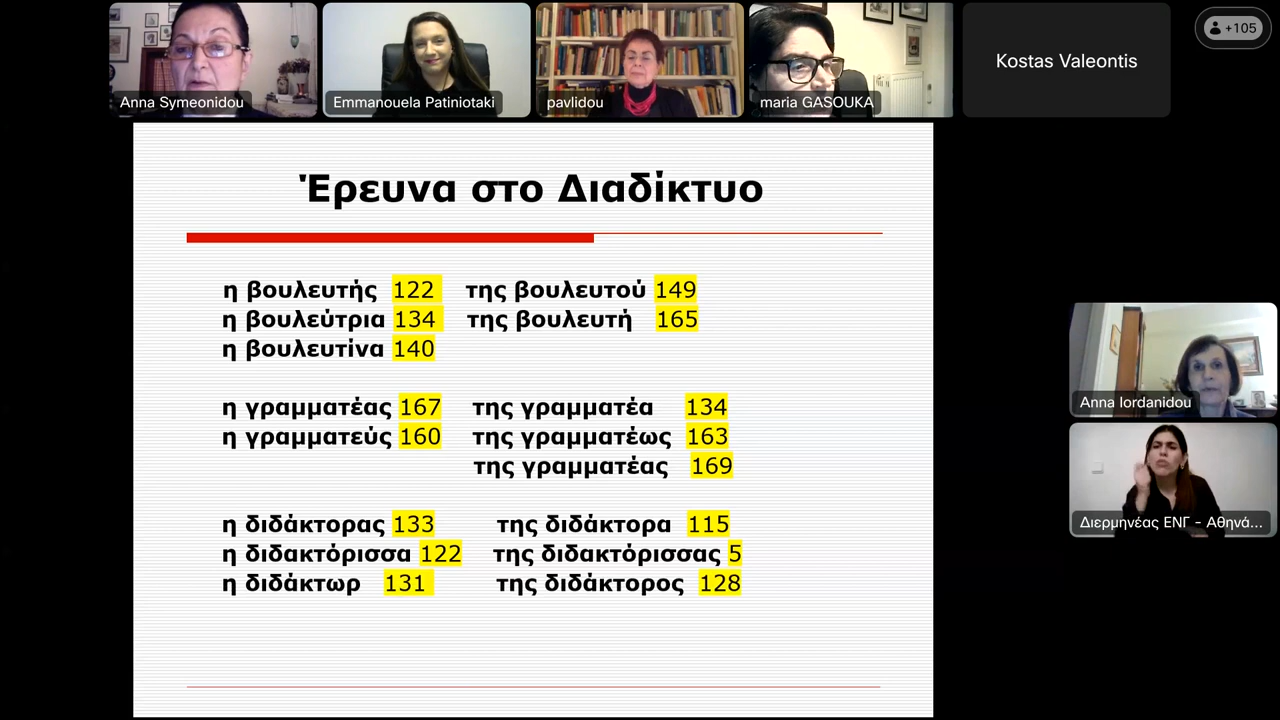 Anna Symeonidou
Emmanouela Patiniotaki
pavlidou
maria GASOUKA
Kostas Valeontis
+105
Έρευνα στο Διαδίκτυο
η βουλευτής 122 της βουλευτού 149
η βουλεύτρια 134 της βουλευτή 165
η βουλευτίνα 140
η γραμματέας 167 της γραμματέα 134
η γραμματεύς 160 της γραμματέως 163
της γραμματέας 169
η διδάκτορας 133 της διδάκτορα 115
η διδακτόρισσα 122 της διδακτόρισσας 5
η διδάκτωρ 131 της διδάκτορος 128
Anna Iordanidou
Διερμηνέας ΕΝΓ - Αθηνά...